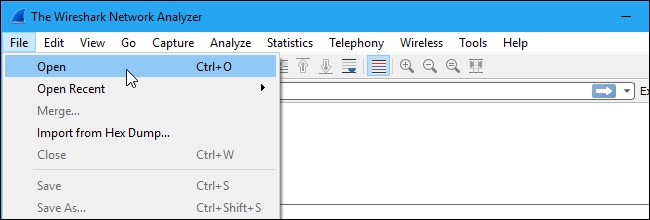 The Wireshark Network Analyzer
File Edit View Go Capture Analyze Statistics Telephony Wireless Tools Help
Open Ctrl+O
Open Recent
Merge...
Import from Hex Dump...
Close Ctrl+W
Save Ctrl+S
Save As... Ctrl+Shift+S